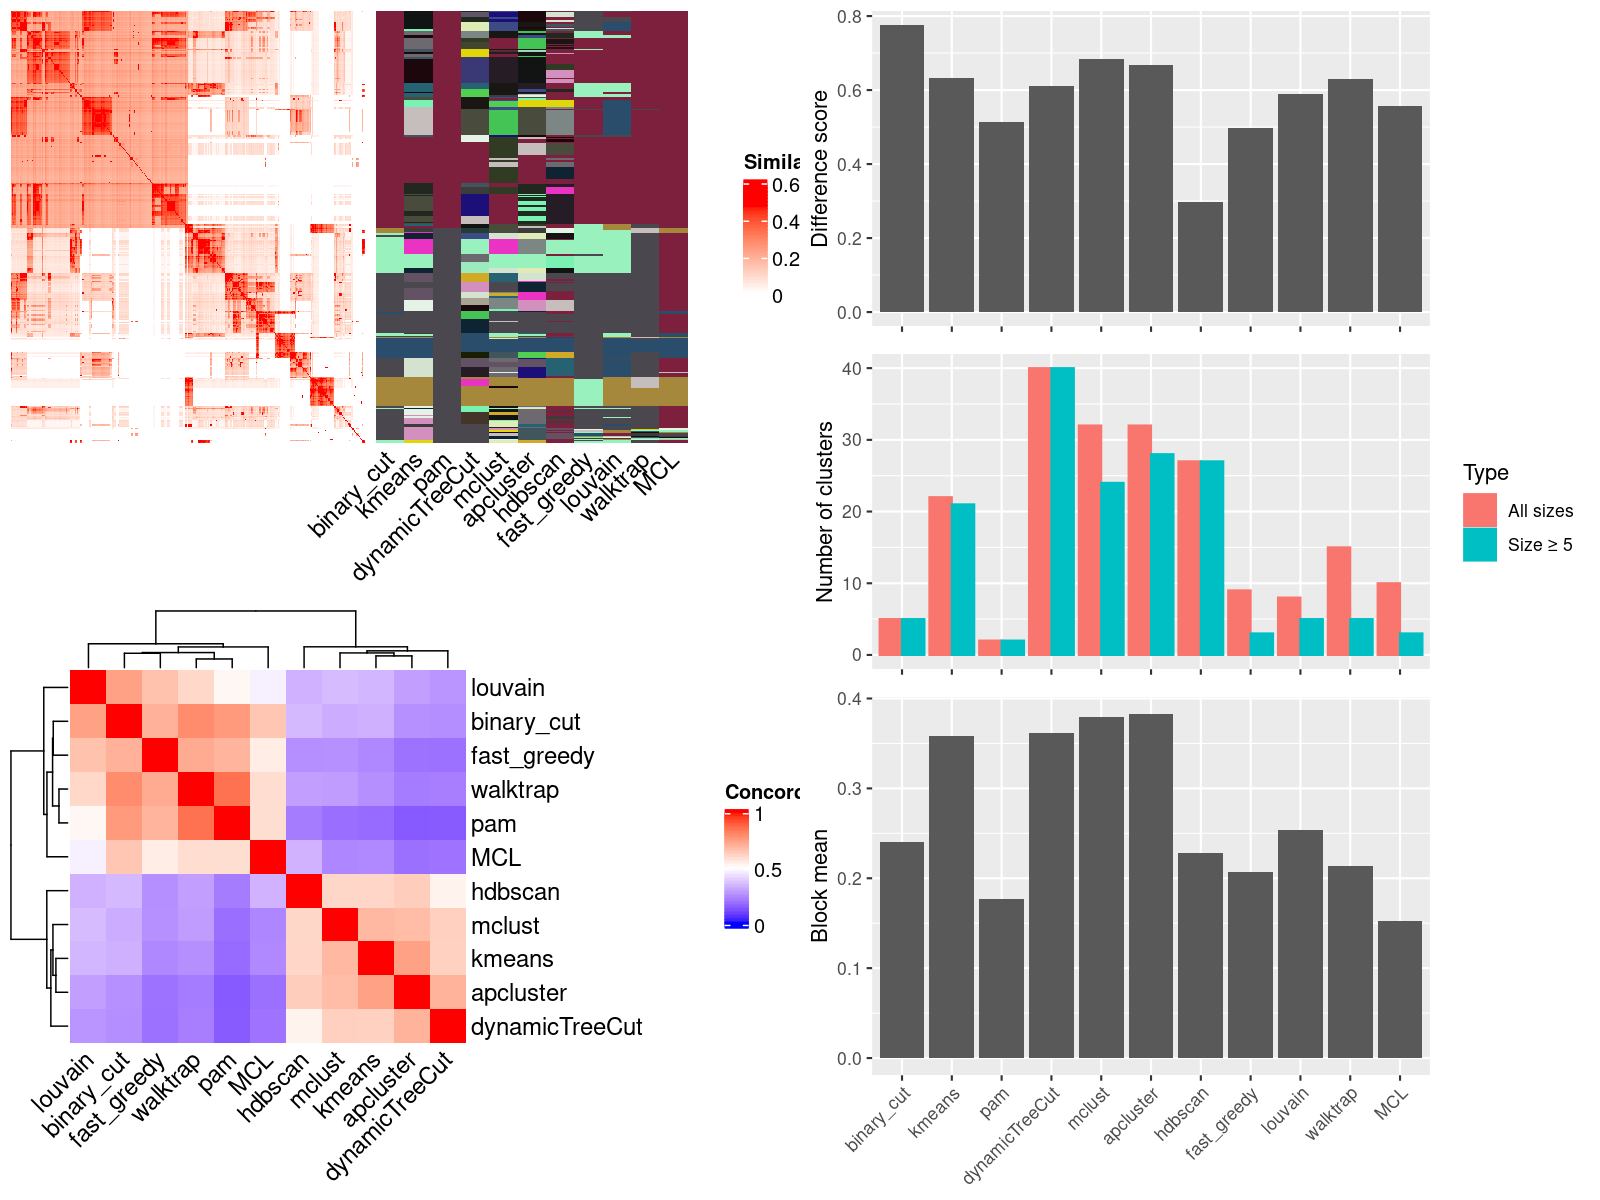 Simila
0.6
0.4
0.2
0
binary_cut
kmeans
pam
dynamicTreeCut
mclust
apcluster
hdbscan
fast_greedy
louvain
walktrap
MCL
louvain
binary_cut
fast_greedy
walktrap
pam
MCL
hdbscan
mclust
kmeans
apcluster
dynamicTreeCut
louvain
binary_cut
fast_greedy
walktrap
pam
MCL
hdbscan
mclust
kmeans
apcluster
dynamicTreeCut
Concord
1
0.5
0
Difference score
0.8
0.6
0.4
0.2
0.0
Number of clusters
40
30
20
10
0
Type
All sizes
Size ≥ 5
Block mean
0.4
0.3
0.2
0.1
0.0
binary_cut
kmeans
pam
dynamicTreeCut
mclust
apcluster
hdbscan
fast_greedy
louvain
walktrap
MCL